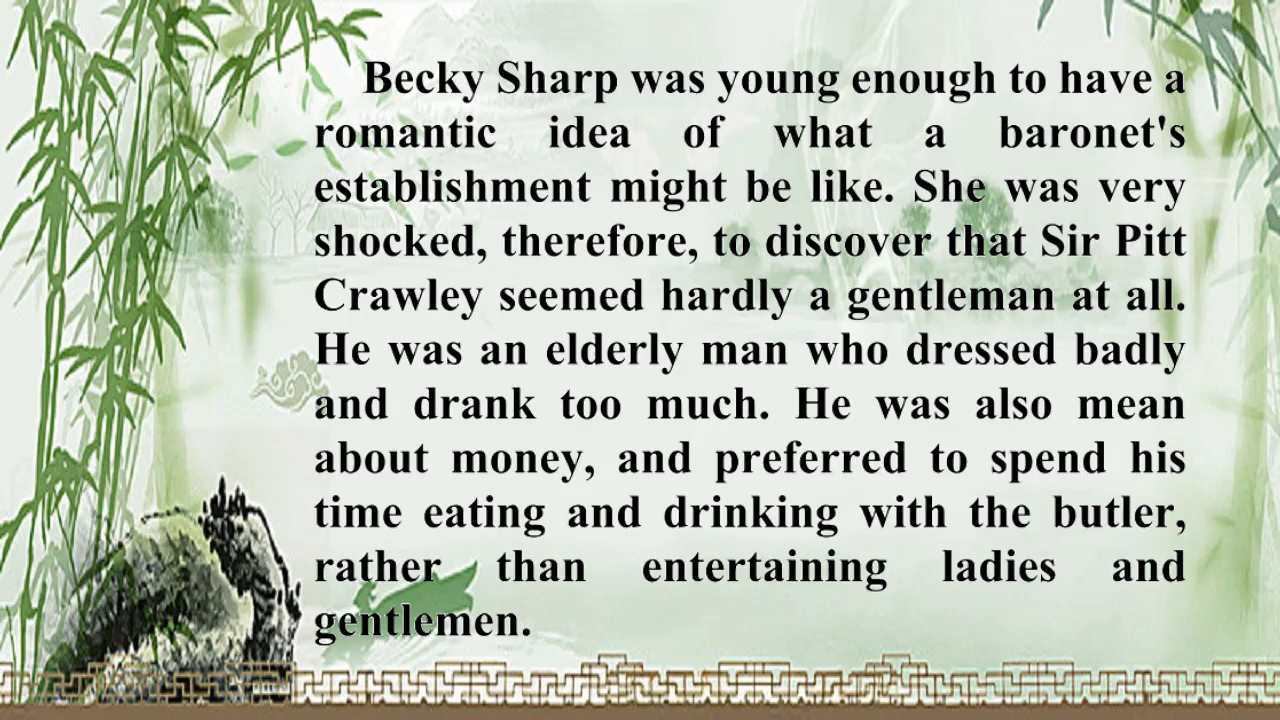 Becky Sharp was young enough to have a
romantic idea of what a baronet's
establishment might be like. She was very
shocked, therefore, to discover that Sir Pitt
Crawley seemed hardly a gentleman at all.
He was an elderly man who dressed badly
and drank too much. He was also mean
about money, and preferred to spend his
time eating and drinking with the butler,
rather than entertaining ladies and
gentlemen.